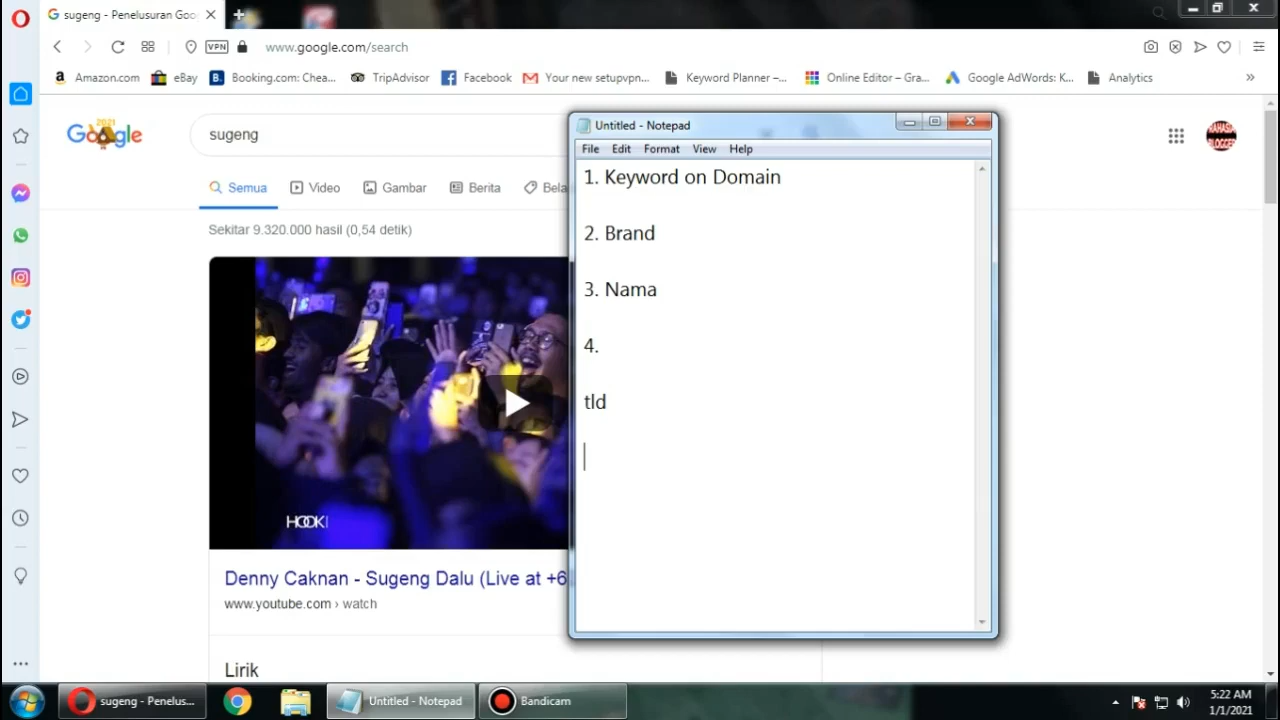 sugeng - Penelusuran Goo
VPN
www.google.com/search
Amazon.com
eBay
Booking.com: Chea...
TripAdvisor
Facebook
Your new setupvpn...
Keyword Planner –...
Online Editor – Gra...
Google AdWords: K...
Analytics
2021
Google
sugeng
Semua
Video
Gambar
Berita
Bela
Sekitar 9.320.000 hasil (0,54 detik)
HOOK
Denny Caknan - Sugeng Dalu (Live at +6
www.youtube.com › watch
Lirik
Untitled - Notepad
File Edit Format View Help
1. Keyword on Domain
2. Brand
3. Nama
4.
tld
sugeng - Penelus...
Untitled - Notepad
Bandicam
5:22 AM
1/1/2021